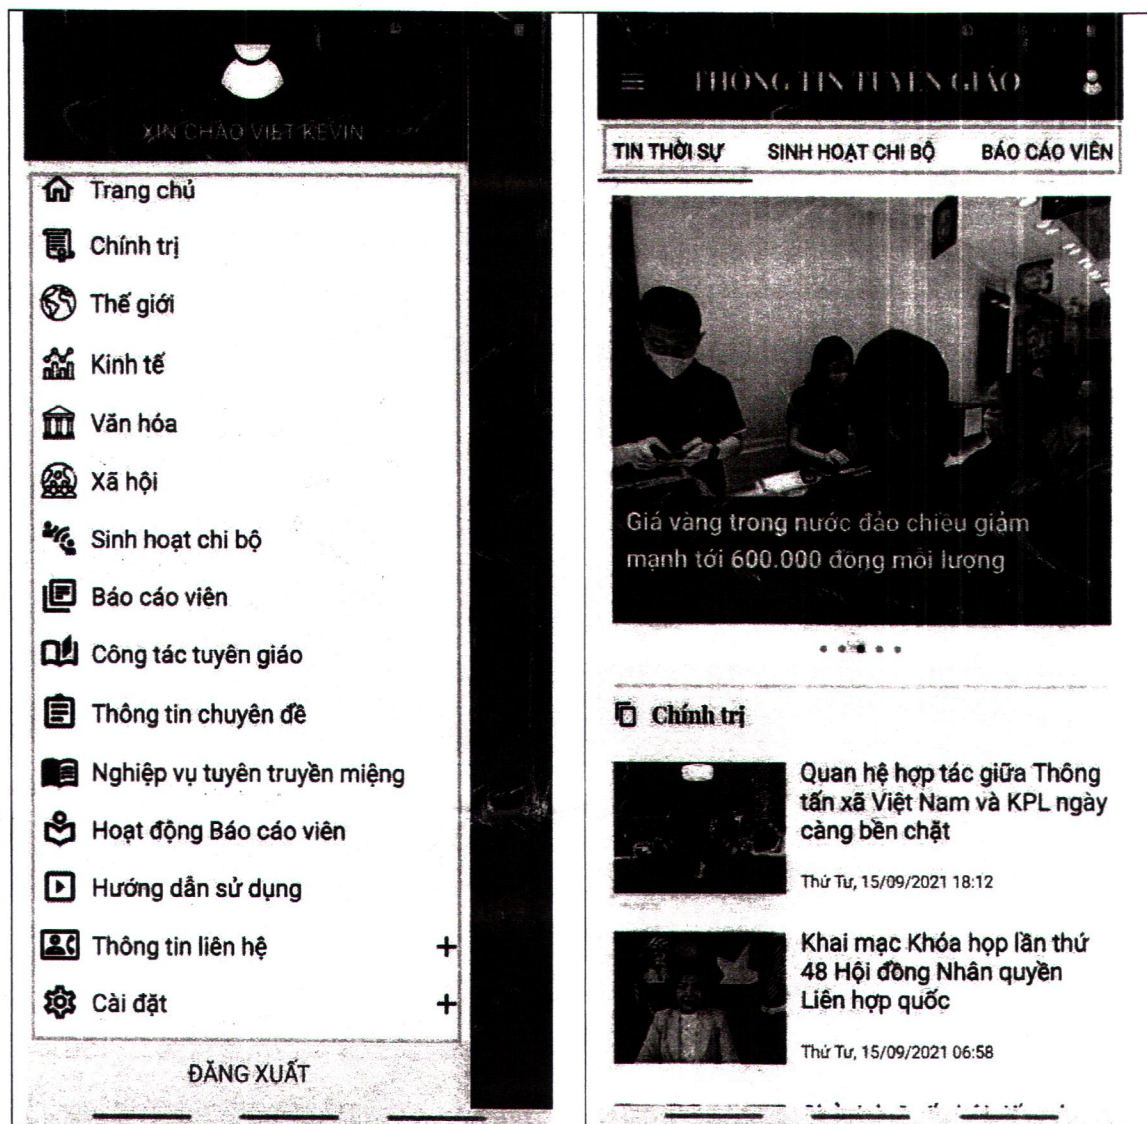 XIN CHÀO VIET KEVIN
Trang chủ
Chính trị
Thế giới
Kinh tế
Văn hóa
Xã hội
Sinh hoạt chi bộ
Báo cáo viên
Công tác tuyên giáo
Thông tin chuyên đề
Nghiệp vụ tuyên truyền miệng
Hoạt động Báo cáo viên
Hướng dẫn sử dụng
Thông tin liên hệ +
Cài đặt +
ĐĂNG XUẤT
THÔNG TIN TUYÊN GIÁO
TIN THỜI SỰ SINH HOẠT CHI BỘ BÁO CÁO VIÊN
Giá vàng trong nước đảo chiều giảm
mạnh tới 600.000 đồng mỗi lượng
Chính trị
Quan hệ hợp tác giữa Thông
tấn xã Việt Nam và KPL ngày
càng bền chặt
Thứ Tư, 15/09/2021 18:12
Khai mạc Khóa họp lần thứ
48 Hội đồng Nhân quyền
Liên hợp quốc
Thứ Tư, 15/09/2021 06:58